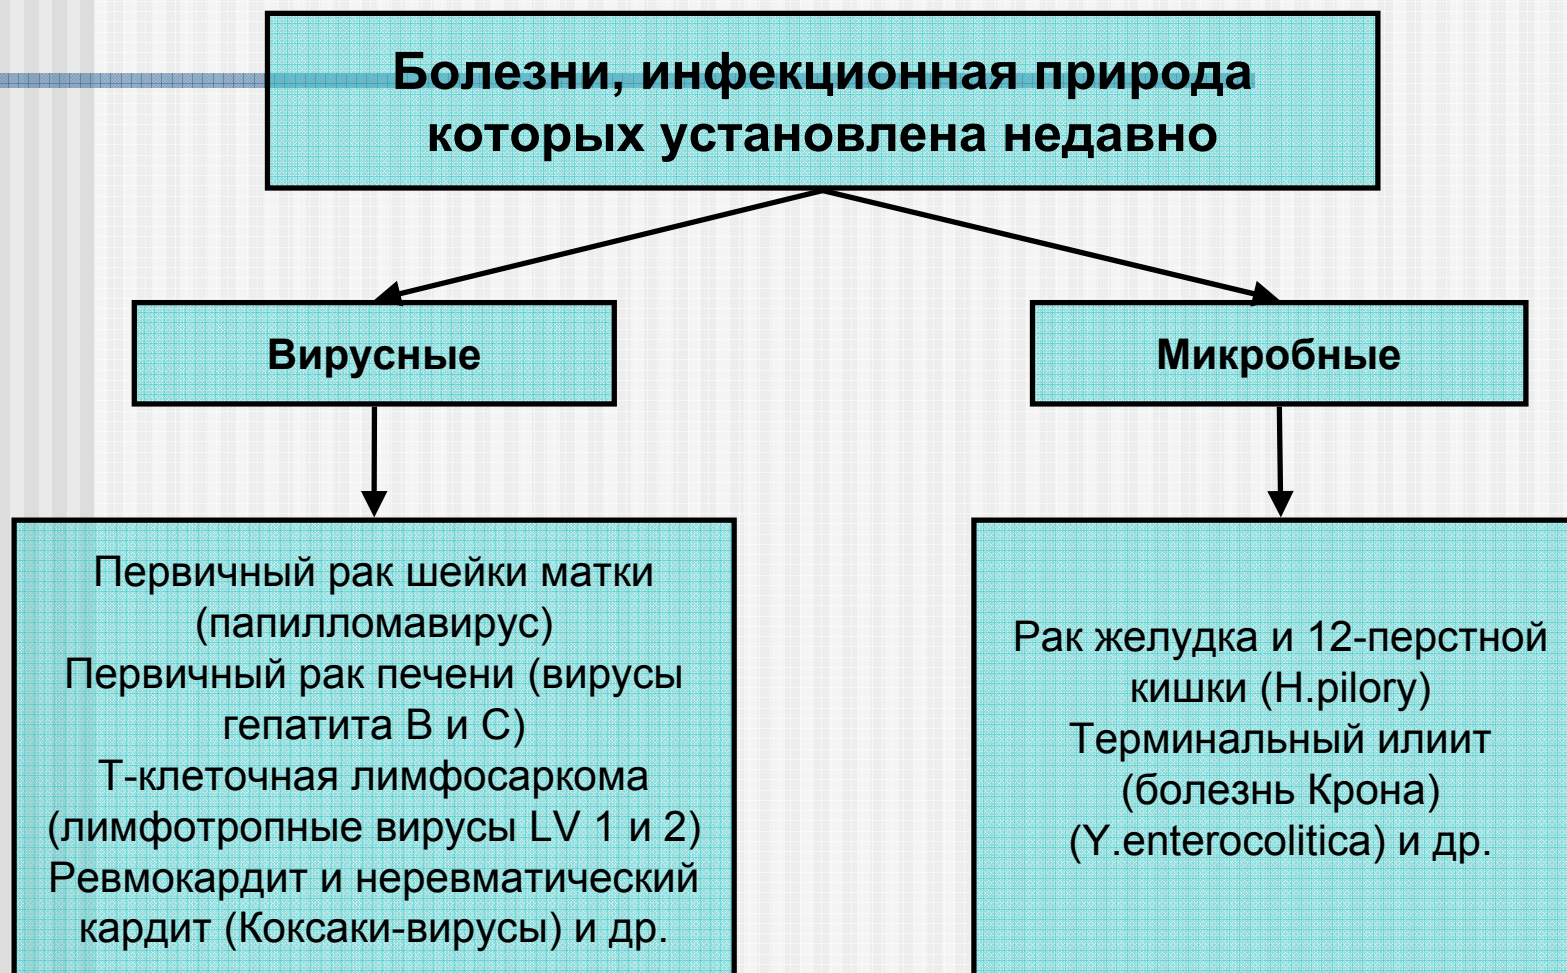 Болезни, инфекционная природа
которых установлена недавно
Вирусные
Микробные
Первичный рак шейки матки
(папилломавирус)
Первичный рак печени (вирусы
гепатита В и С)
Т-клеточная лимфосаркома
(лимфотропные вирусы LV 1 и 2)
Ревмокардит и неревматический
кардит (Коксаки-вирусы) и др.
Рак желудка и 12-перстной
кишки (H.pilory)
Терминальный илиит
(болезнь Крона)
(Y.enterocolitica) и др.